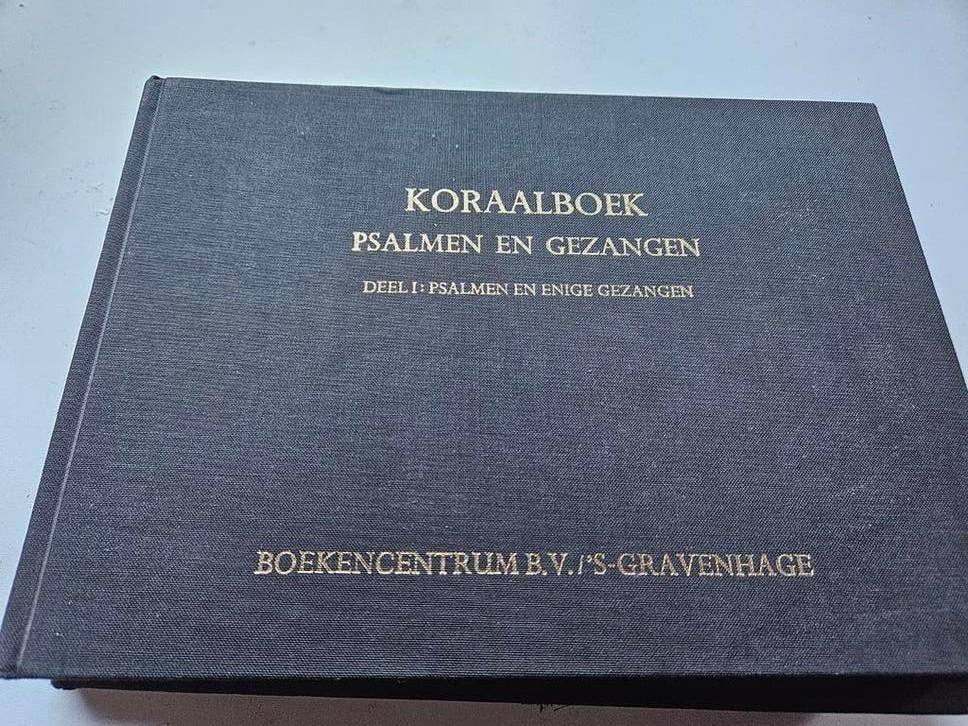 KORAALBOEK
PSALMEN EN GEZANGEN
DEEL I: PSALMEN EN ENIGE GEZANGEN
BOEKENCENTRUM B.V./'S-GRAVENHAGE